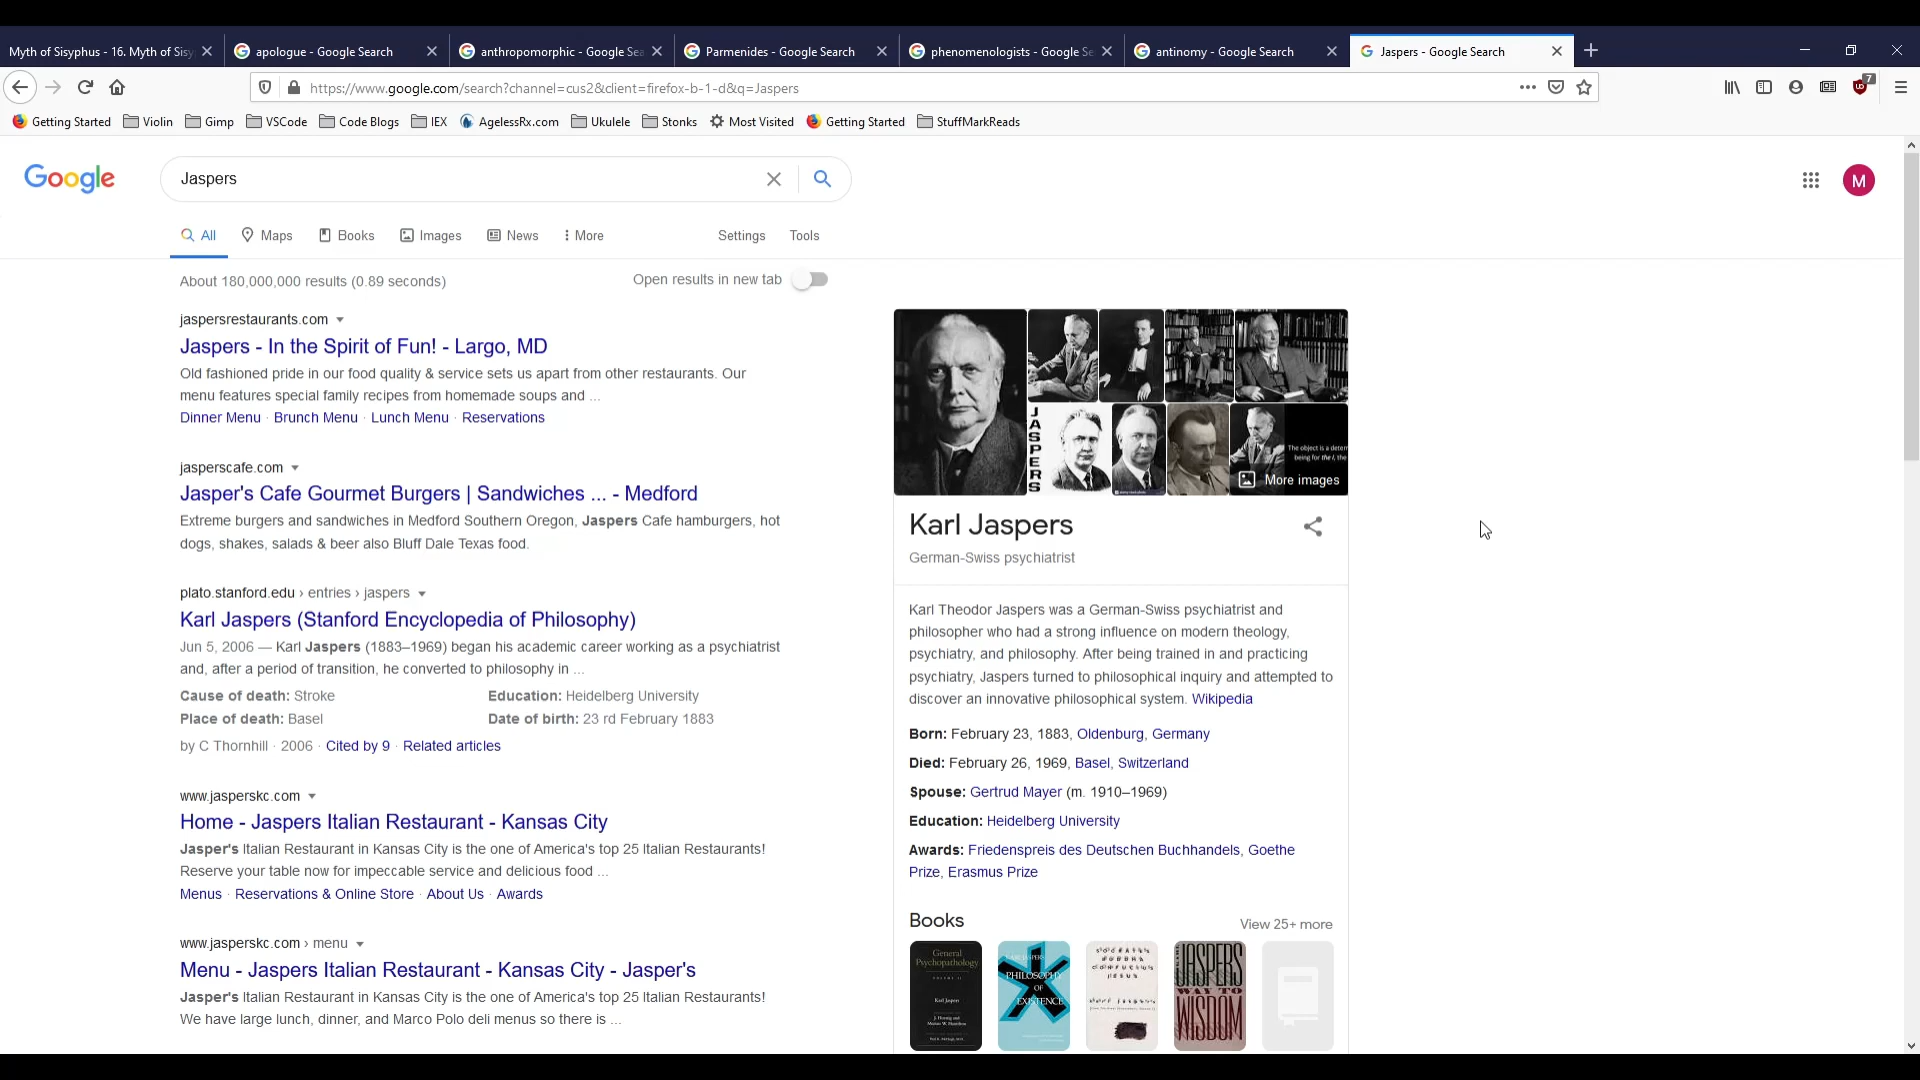 Myth of Sisyphus - 16. Myth of Sisy
apologue - Google Search
anthropomorphic - Google Sea
Parmenides - Google Search
phenomenologists - Google Se
antinomy - Google Search
Jaspers - Google Search
https://www.google.com/search?channel=cus2&client=firefox-b-1-d&q=Jaspers
7
Getting Started
Violin
Gimp
VSCode
Code Blogs
IEX
AgelessRx.com
Ukulele
Stonks
Most Visited
Getting Started
StuffMarkReads
Google
Jaspers
M
All
Maps
Books
Images
News
More
Settings
Tools
About 180,000,000 results (0.89 seconds)
Open results in new tab
jaspersrestaurants.com
Jaspers - In the Spirit of Fun! - Largo, MD
Old fashioned pride in our food quality & service sets us apart from other restaurants. Our
menu features special family recipes from homemade soups and ...
Dinner Menu · Brunch Menu · Lunch Menu · Reservations
jasperscafe.com
Jasper's Cafe Gourmet Burgers | Sandwiches ... - Medford
Extreme burgers and sandwiches in Medford Southern Oregon, Jaspers Cafe hamburgers, hot
dogs, shakes, salads & beer also Bluff Dale Texas food.
plato.stanford.edu › entries › jaspers
Karl Jaspers (Stanford Encyclopedia of Philosophy)
Jun 5, 2006 — Karl Jaspers (1883–1969) began his academic career working as a psychiatrist
and, after a period of transition, he converted to philosophy in ...
Cause of death: Stroke
Education: Heidelberg University
Place of death: Basel
Date of birth: 23 rd February 1883
by C Thornhill · 2006 · Cited by 9 · Related articles
www.jasperskc.com
Home - Jaspers Italian Restaurant - Kansas City
Jasper's Italian Restaurant in Kansas City is the one of America's top 25 Italian Restaurants!
Reserve your table now for impeccable service and delicious food ...
Menus · Reservations & Online Store · About Us · Awards
www.jasperskc.com › menu
Menu - Jaspers Italian Restaurant - Kansas City - Jasper's
Jasper's Italian Restaurant in Kansas City is the one of America's top 25 Italian Restaurants!
We have large lunch, dinner, and Marco Polo deli menus so there is ...
JASPERS
The object is a deter
being for the I, the
More images
Karl Jaspers
German-Swiss psychiatrist
Karl Theodor Jaspers was a German-Swiss psychiatrist and
philosopher who had a strong influence on modern theology,
psychiatry, and philosophy. After being trained in and practicing
psychiatry, Jaspers turned to philosophical inquiry and attempted to
discover an innovative philosophical system. Wikipedia
Born: February 23, 1883, Oldenburg, Germany
Died: February 26, 1969, Basel, Switzerland
Spouse: Gertrud Mayer (m. 1910–1969)
Education: Heidelberg University
Awards: Friedenspreis des Deutschen Buchhandels, Goethe
Prize, Erasmus Prize
Books
View 25+ more
General
Psychopathology
Karl Jaspers
KARL JASPERS
PHILOSOPHY
OF
EXISTENCE
SOCRATES
BUDDHA
CONFUCIUS
JESUS
JASPERS
WAY TO
WISDOM